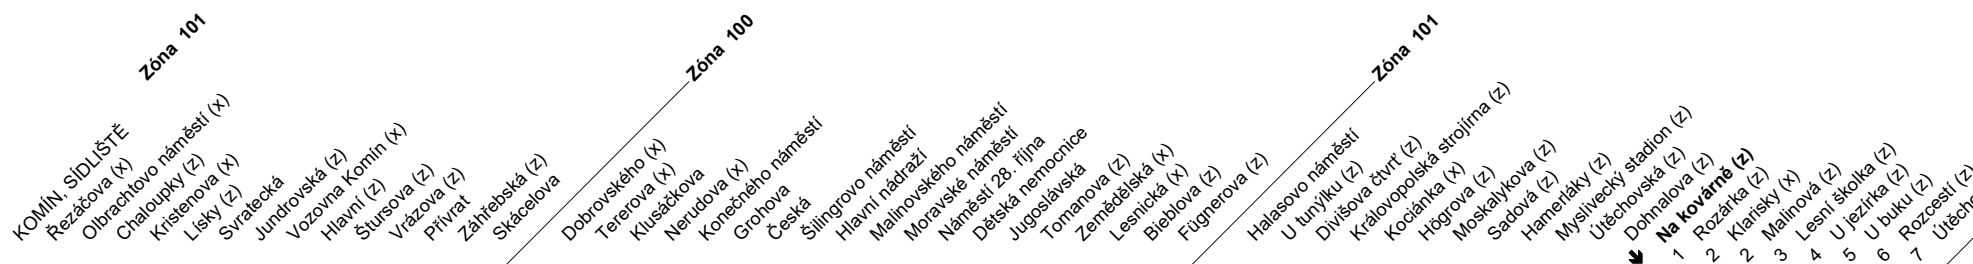 Zóna 101
KOMÍN, SÍDLIŠTĚ
Řezáčova (x)
Olbrachtovo náměstí (x)
Chaloupky (z)
Kristenova (x)
Lísky (z)
Svratecká
Jundrovská (z)
Vozovna Komín (x)
Hlavní (z)
Štursova (z)
Vrázova (z)
Přívrat
Záhřebská (z)
Skácelova
Zóna 100
Dobrovského (x)
Tererova (x)
Klusáčkova
Nerudova (x)
Konečného náměstí
Grohova
Česká
Šilingrovo náměstí
Hlavní nádraží
Malinovského náměstí
Moravské náměstí
Náměstí 28. října
Dětská nemocnice
Jugoslávská
Tomanova (z)
Zemědělská (x)
Lesnická (x)
Bieblova (z)
Fügnerova (z)
Zóna 101
Halasovo náměstí
U tunýlku (z)
Divišova čtvrť (z)
Královopolská strojírna (z)
Kociánka (x)
Högrova (z)
Moskalykova (z)
Sadová (z)
Hamerláky (z)
Myslivecký stadion (z)
Útěchovská (z)
Dohnalova (z)
Na kovárně (z)
1 Rozárka (z)
2 Klarisky (x)
2 Malinová (z)
3 Lesní školka (z)
4 U jezírka (z)
5 U buku (z)
6 Rozcestí (z)
7